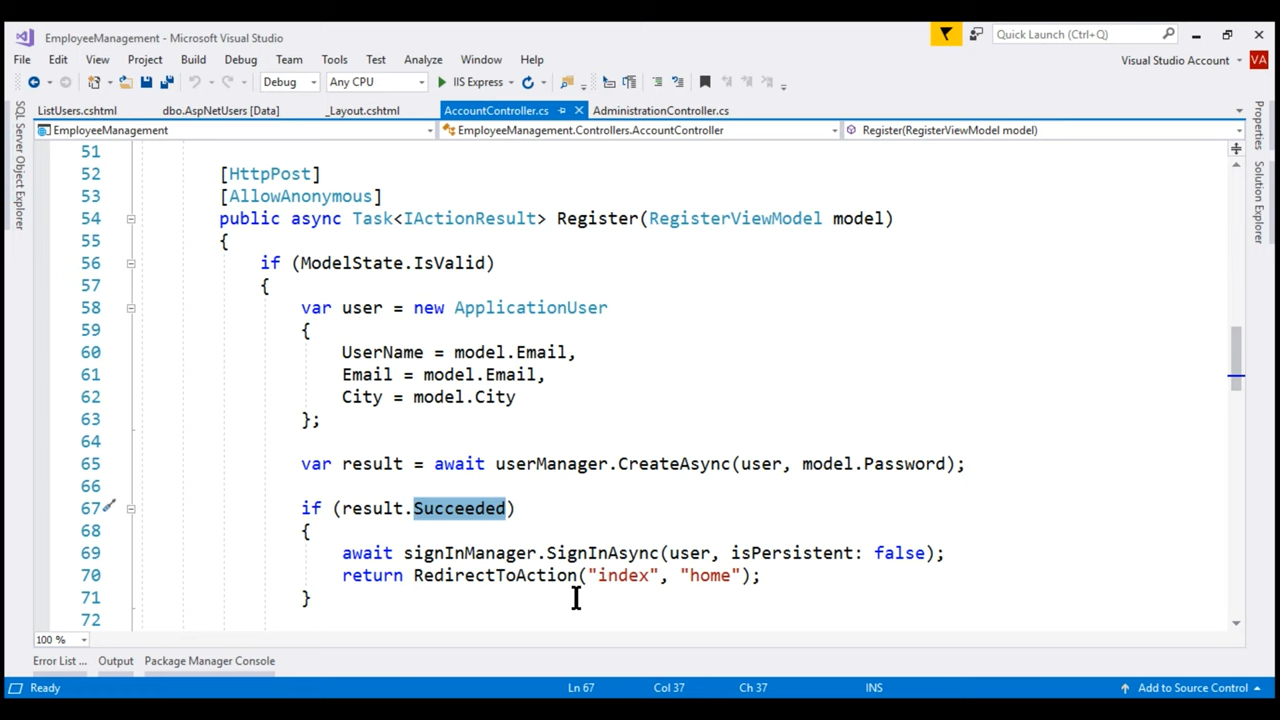 EmployeeManagement - Microsoft Visual Studio
Quick Launch (Ctrl+Q)
File Edit View Project Build Debug Team Tools Test Analyze Window Help
Visual Studio Account VA
Debug Any CPU IIS Express
ListUsers.cshtml dbo.AspNetUsers [Data] _Layout.cshtml AccountController.cs AdministrationController.cs
EmployeeManagement EmployeeManagement.Controllers.AccountController Register(RegisterViewModel model)
SQL Server Object Explorer
Properties
Solution Explorer
51
52 [HttpPost]
53 [AllowAnonymous]
54 public async Task<IActionResult> Register(RegisterViewModel model)
55 {
56 if (ModelState.IsValid)
57 {
58 var user = new ApplicationUser
59 {
60 UserName = model.Email,
61 Email = model.Email,
62 City = model.City
63 };
64
65 var result = await userManager.CreateAsync(user, model.Password);
66
67 if (result.Succeeded)
68 {
69 await signInManager.SignInAsync(user, isPersistent: false);
70 return RedirectToAction("index", "home");
71 }
72
100 %
Error List ... Output Package Manager Console
Ready Ln 67 Col 37 Ch 37 INS Add to Source Control